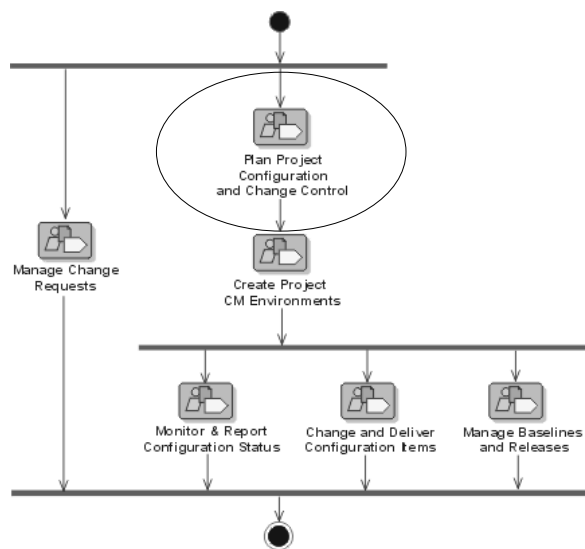 Plan Project
Configuration
and Change Control
Manage Change
Requests
Create Project
CM Environments
Monitor & Report
Configuration Status
Change and Deliver
Configuration Items
Manage Baselines
and Releases